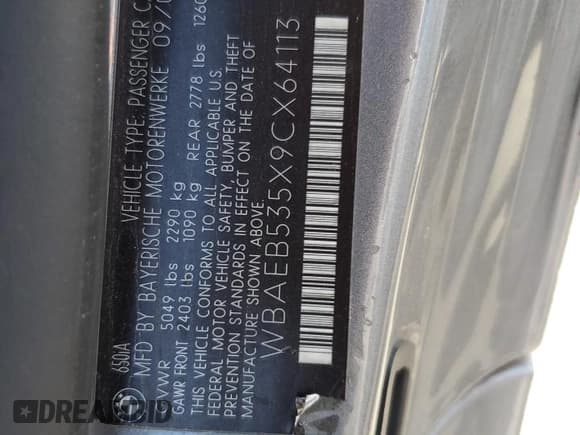 650iA VEHICLE TYPE: PASSENGER
MFD BY BAYERISCHE MOTORENWERKE 09/
GVWR 5049 lbs 2290 kg
GAWR FRONT 2403 lbs 1090 kg REAR 2778 lbs 1260
THIS VEHICLE CONFORMS TO ALL APPLICABLE U.S.
FEDERAL MOTOR VEHICLE SAFETY, BUMPER AND THEFT
PREVENTION STANDARDS IN EFFECT ON THE DATE OF
MANUFACTURE SHOWN ABOVE.
WBAEB535X9CX64113
DREAMBID